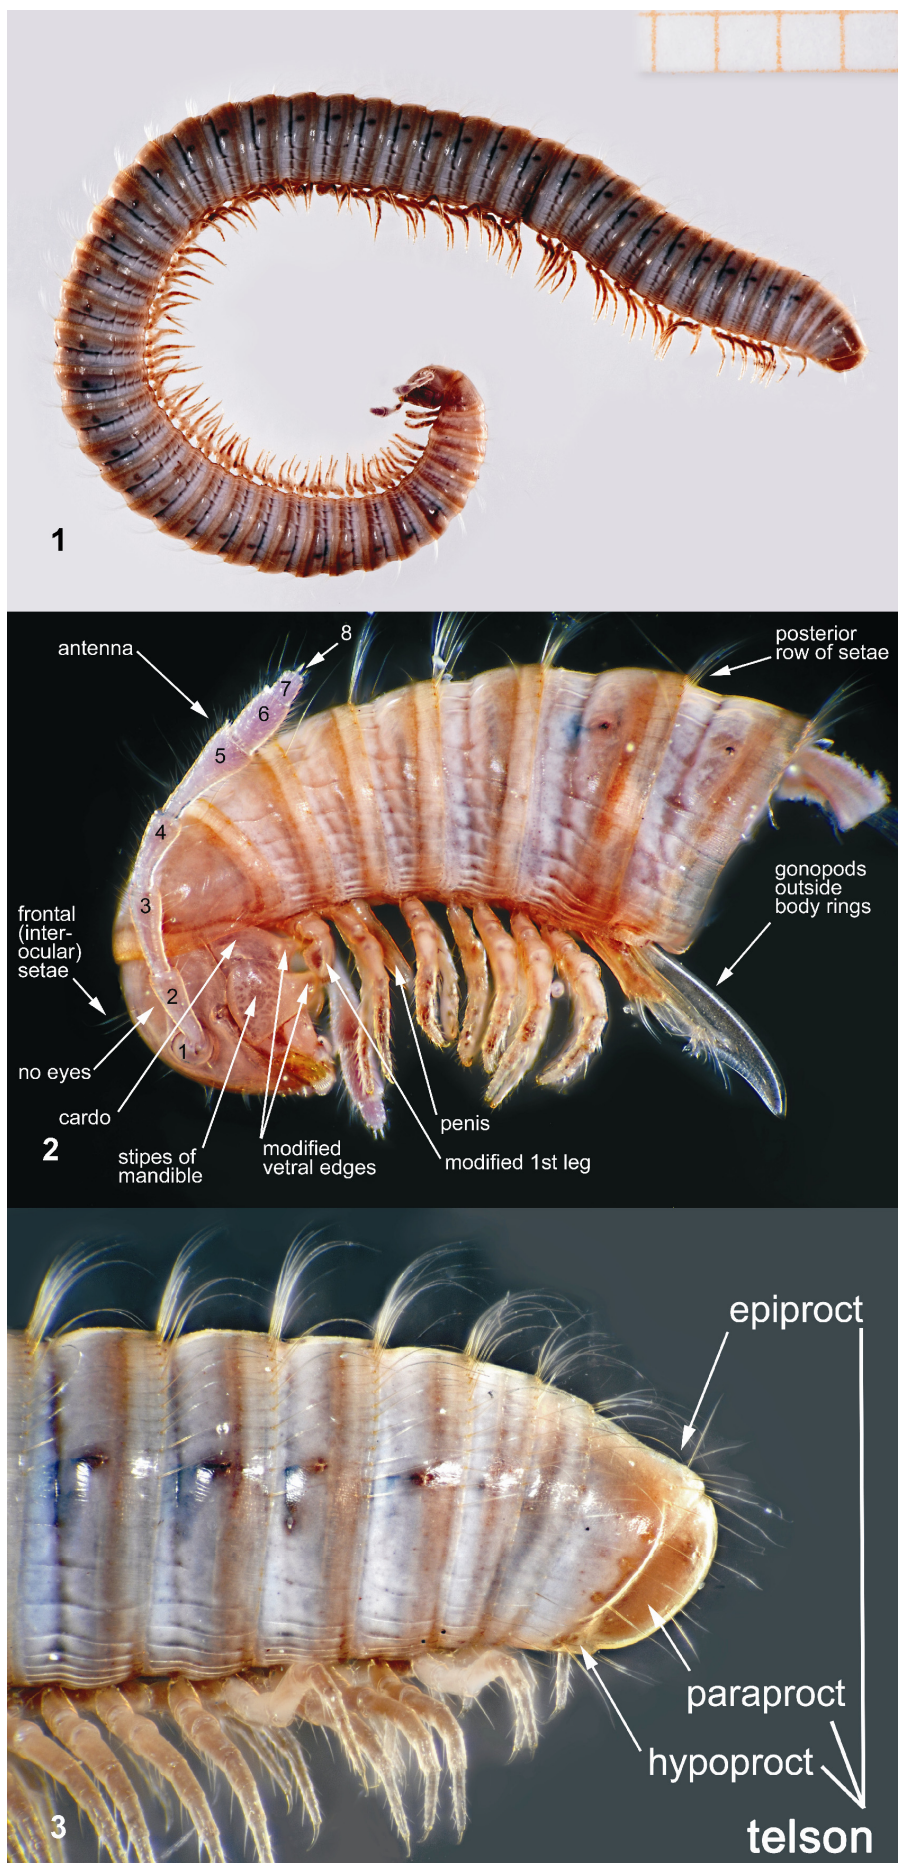 1
antenna
8
posterior
row of setae
7
6
5
4
3
gonopods
outside
body rings
frontal
(inter-
ocular)
setae
2
1
no eyes
cardo
penis
stipes of
mandible
modified
vetral edges
modified 1st leg
2
epiproct
paraproct
hypoproct
telson
3